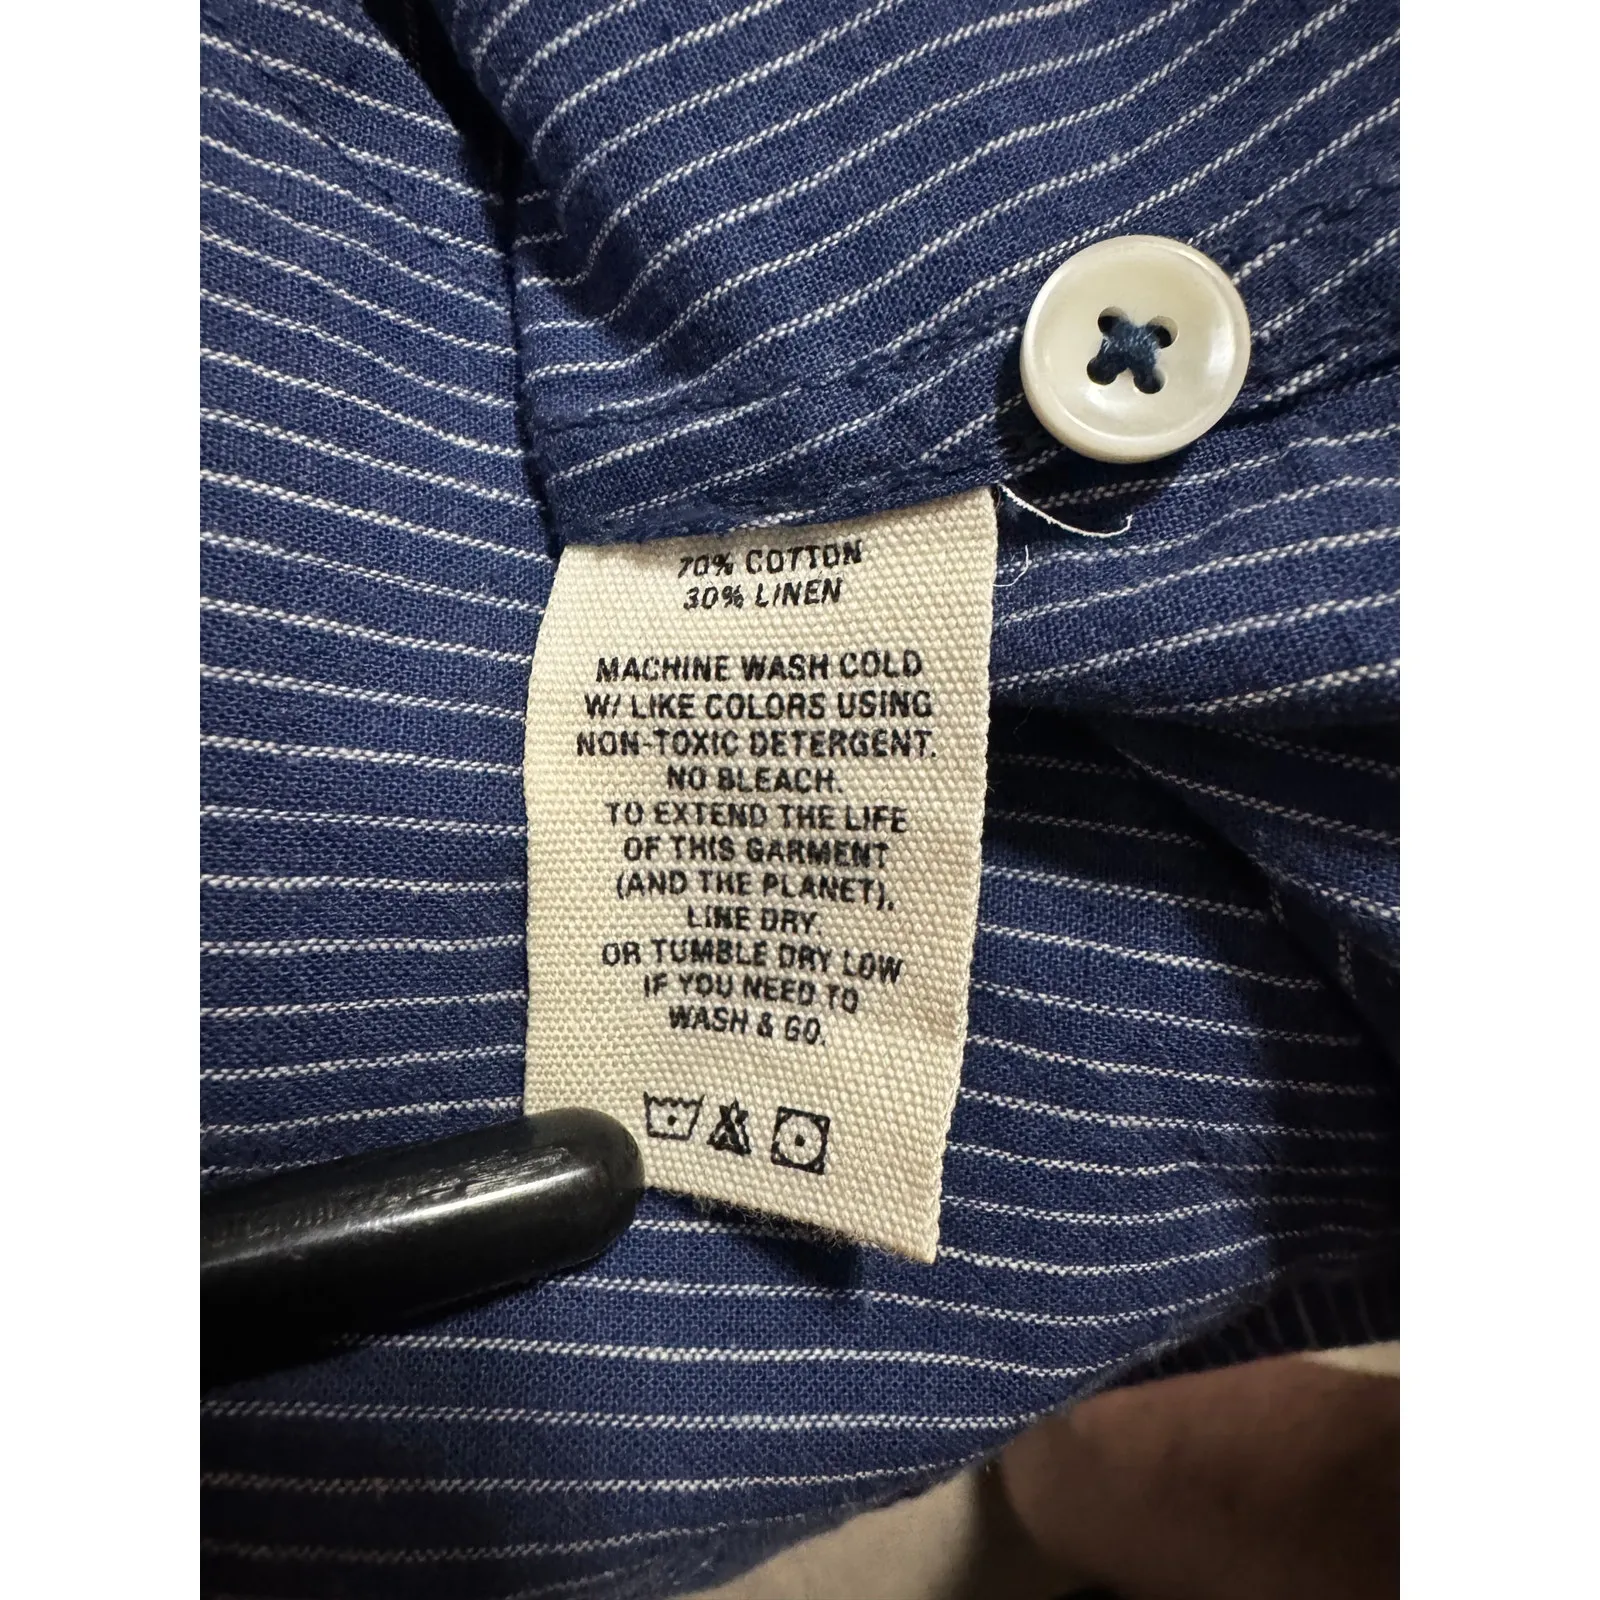 70% COTTON
30% LINEN
MACHINE WASH COLD
W/ LIKE COLORS USING
NON-TOXIC DETERGENT.
NO BLEACH.
TO EXTEND THE LIFE
OF THIS GARMENT
(AND THE PLANET),
LINE DRY.
OR TUMBLE DRY LOW
IF YOU NEED TO
WASH & GO.